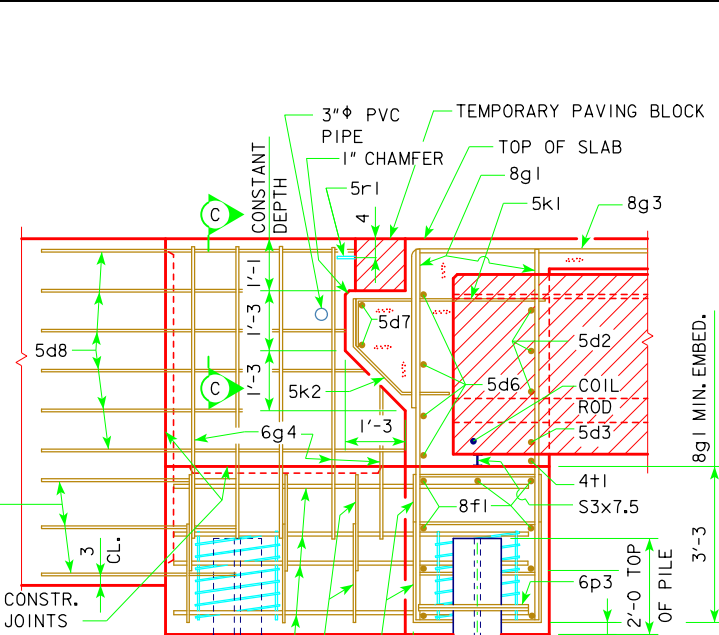 3"ϕ PVC
PIPE
TEMPORARY PAVING BLOCK
1" CHAMFER
TOP OF SLAB
CONSTANT
DEPTH
5r1
8g1
4
5k1
8g3
C
1'-1
1'-3
5d7
5d2
5d8
C
1'-3
5k2
5d6
COIL
ROD
1'-3
6g4
5d3
8g1 MIN. EMBED.
4t1
8f1
S3x7.5
3
CL.
3'-3
6p3
2'-0 TOP
OF PILE
CONSTR.
JOINTS